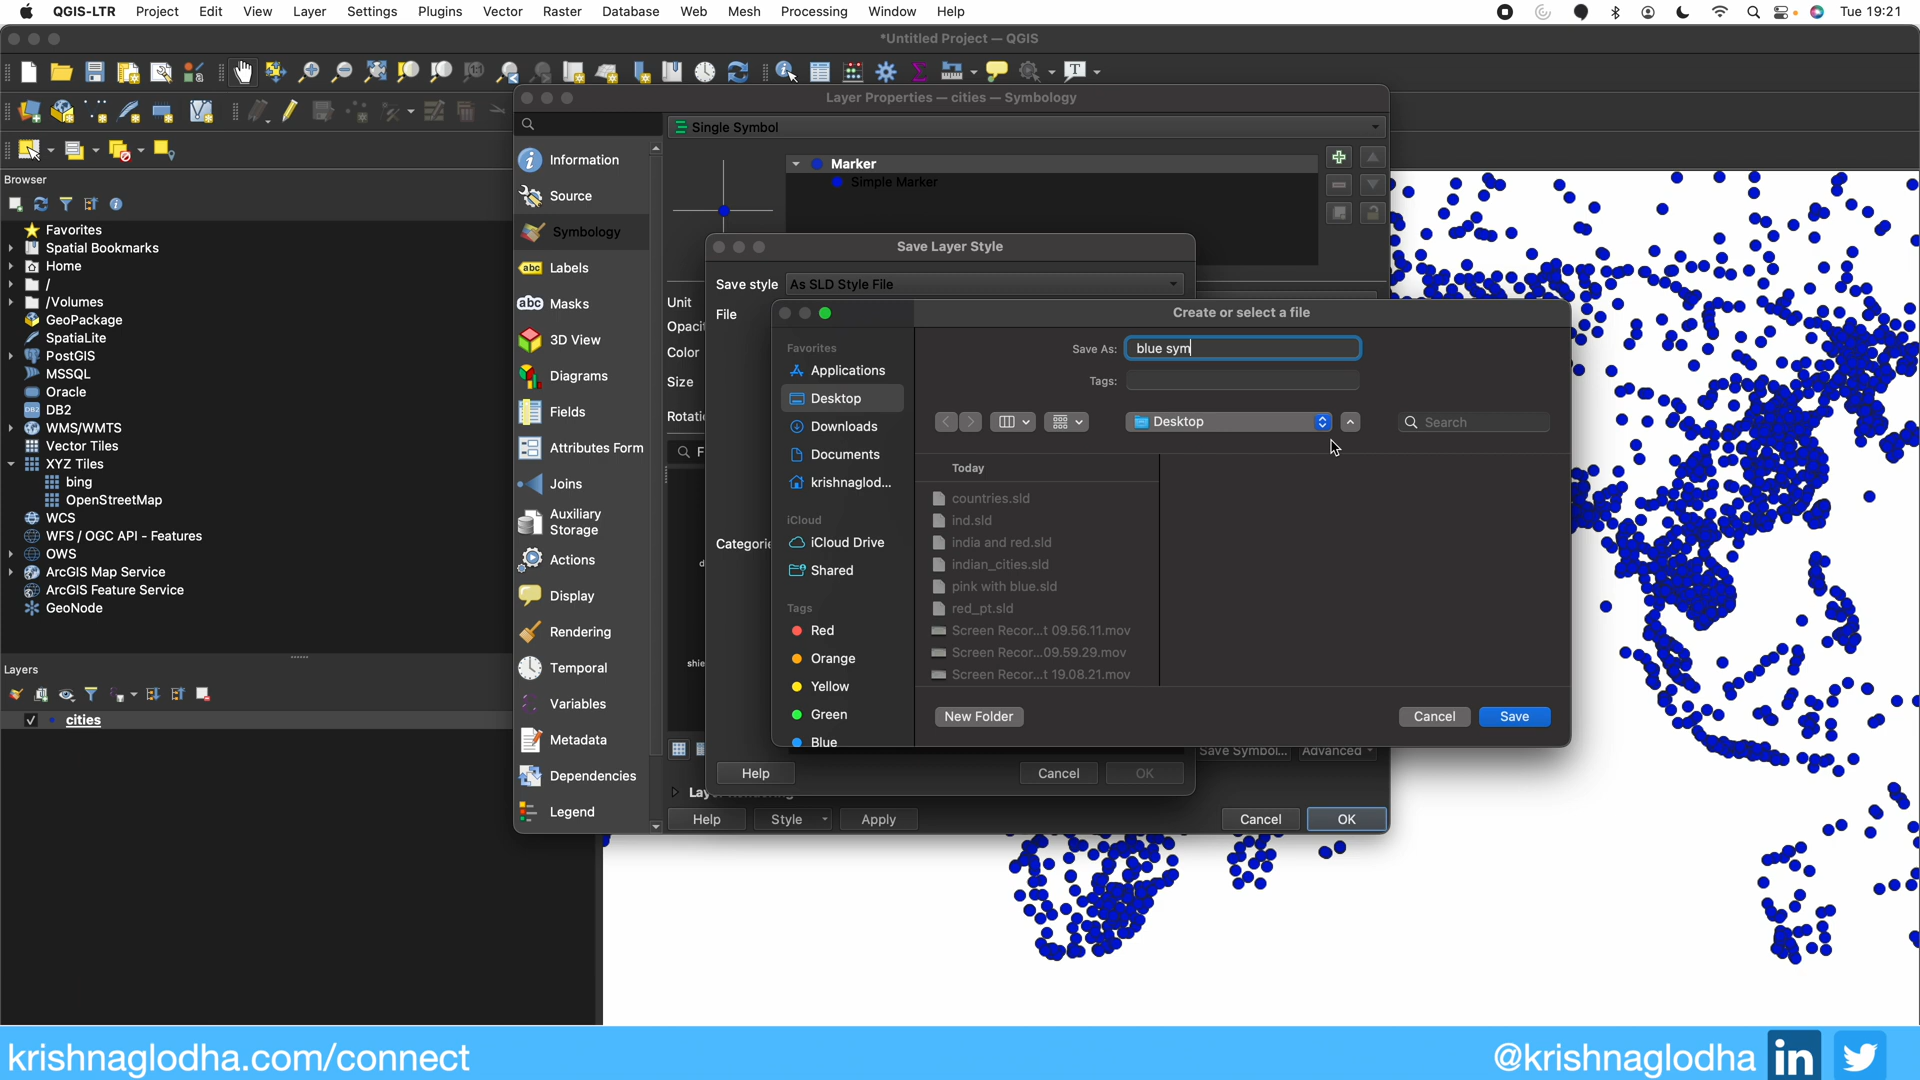 QGIS-LTR Project Edit View Layer Settings Plugins Vector Raster Database Web Mesh Processing Window Help Tue 19:21
*Untitled Project — QGIS
Layer Properties — cities — Symbology
Single Symbol
Marker
Simple Marker
Browser
Favorites
Spatial Bookmarks
Home
/
/Volumes
GeoPackage
SpatiaLite
PostGIS
MSSQL
Oracle
DB2
WMS/WMTS
Vector Tiles
XYZ Tiles
bing
OpenStreetMap
WCS
WFS / OGC API - Features
OWS
ArcGIS Map Service
ArcGIS Feature Service
GeoNode
Layers
cities
Information
Source
Symbology
abc Labels
abc Masks
3D View
Diagrams
Fields
Attributes Form
Joins
Auxiliary
Storage
Actions
Display
Rendering
Temporal
Variables
Metadata
Dependencies
Legend
Unit
Opacit
Color
Size
Rotatio
F
d
shie
Save Layer Style
Save style As SLD Style File
File
Categorie
Help Cancel OK
Create or select a file
Save As: blue sym
Tags:
Desktop
Search
Favorites
Applications
Desktop
Downloads
Documents
krishnaglod...
iCloud
iCloud Drive
Shared
Tags
Red
Orange
Yellow
Green
Blue
Today
countries.sld
ind.sld
india and red.sld
indian_cities.sld
pink with blue.sld
red_pt.sld
Screen Recor...t 09.56.11.mov
Screen Recor...09.59.29.mov
Screen Recor...t 19.08.21.mov
New Folder Cancel Save
Save Symbol... Advanced
Help Style Apply Cancel OK
krishnaglodha.com/connect
@krishnaglodha in